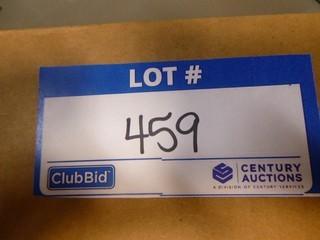 LOT #
459
ClubBid
CENTURY
AUCTIONS
A DIVISION OF CENTURY SERVICES